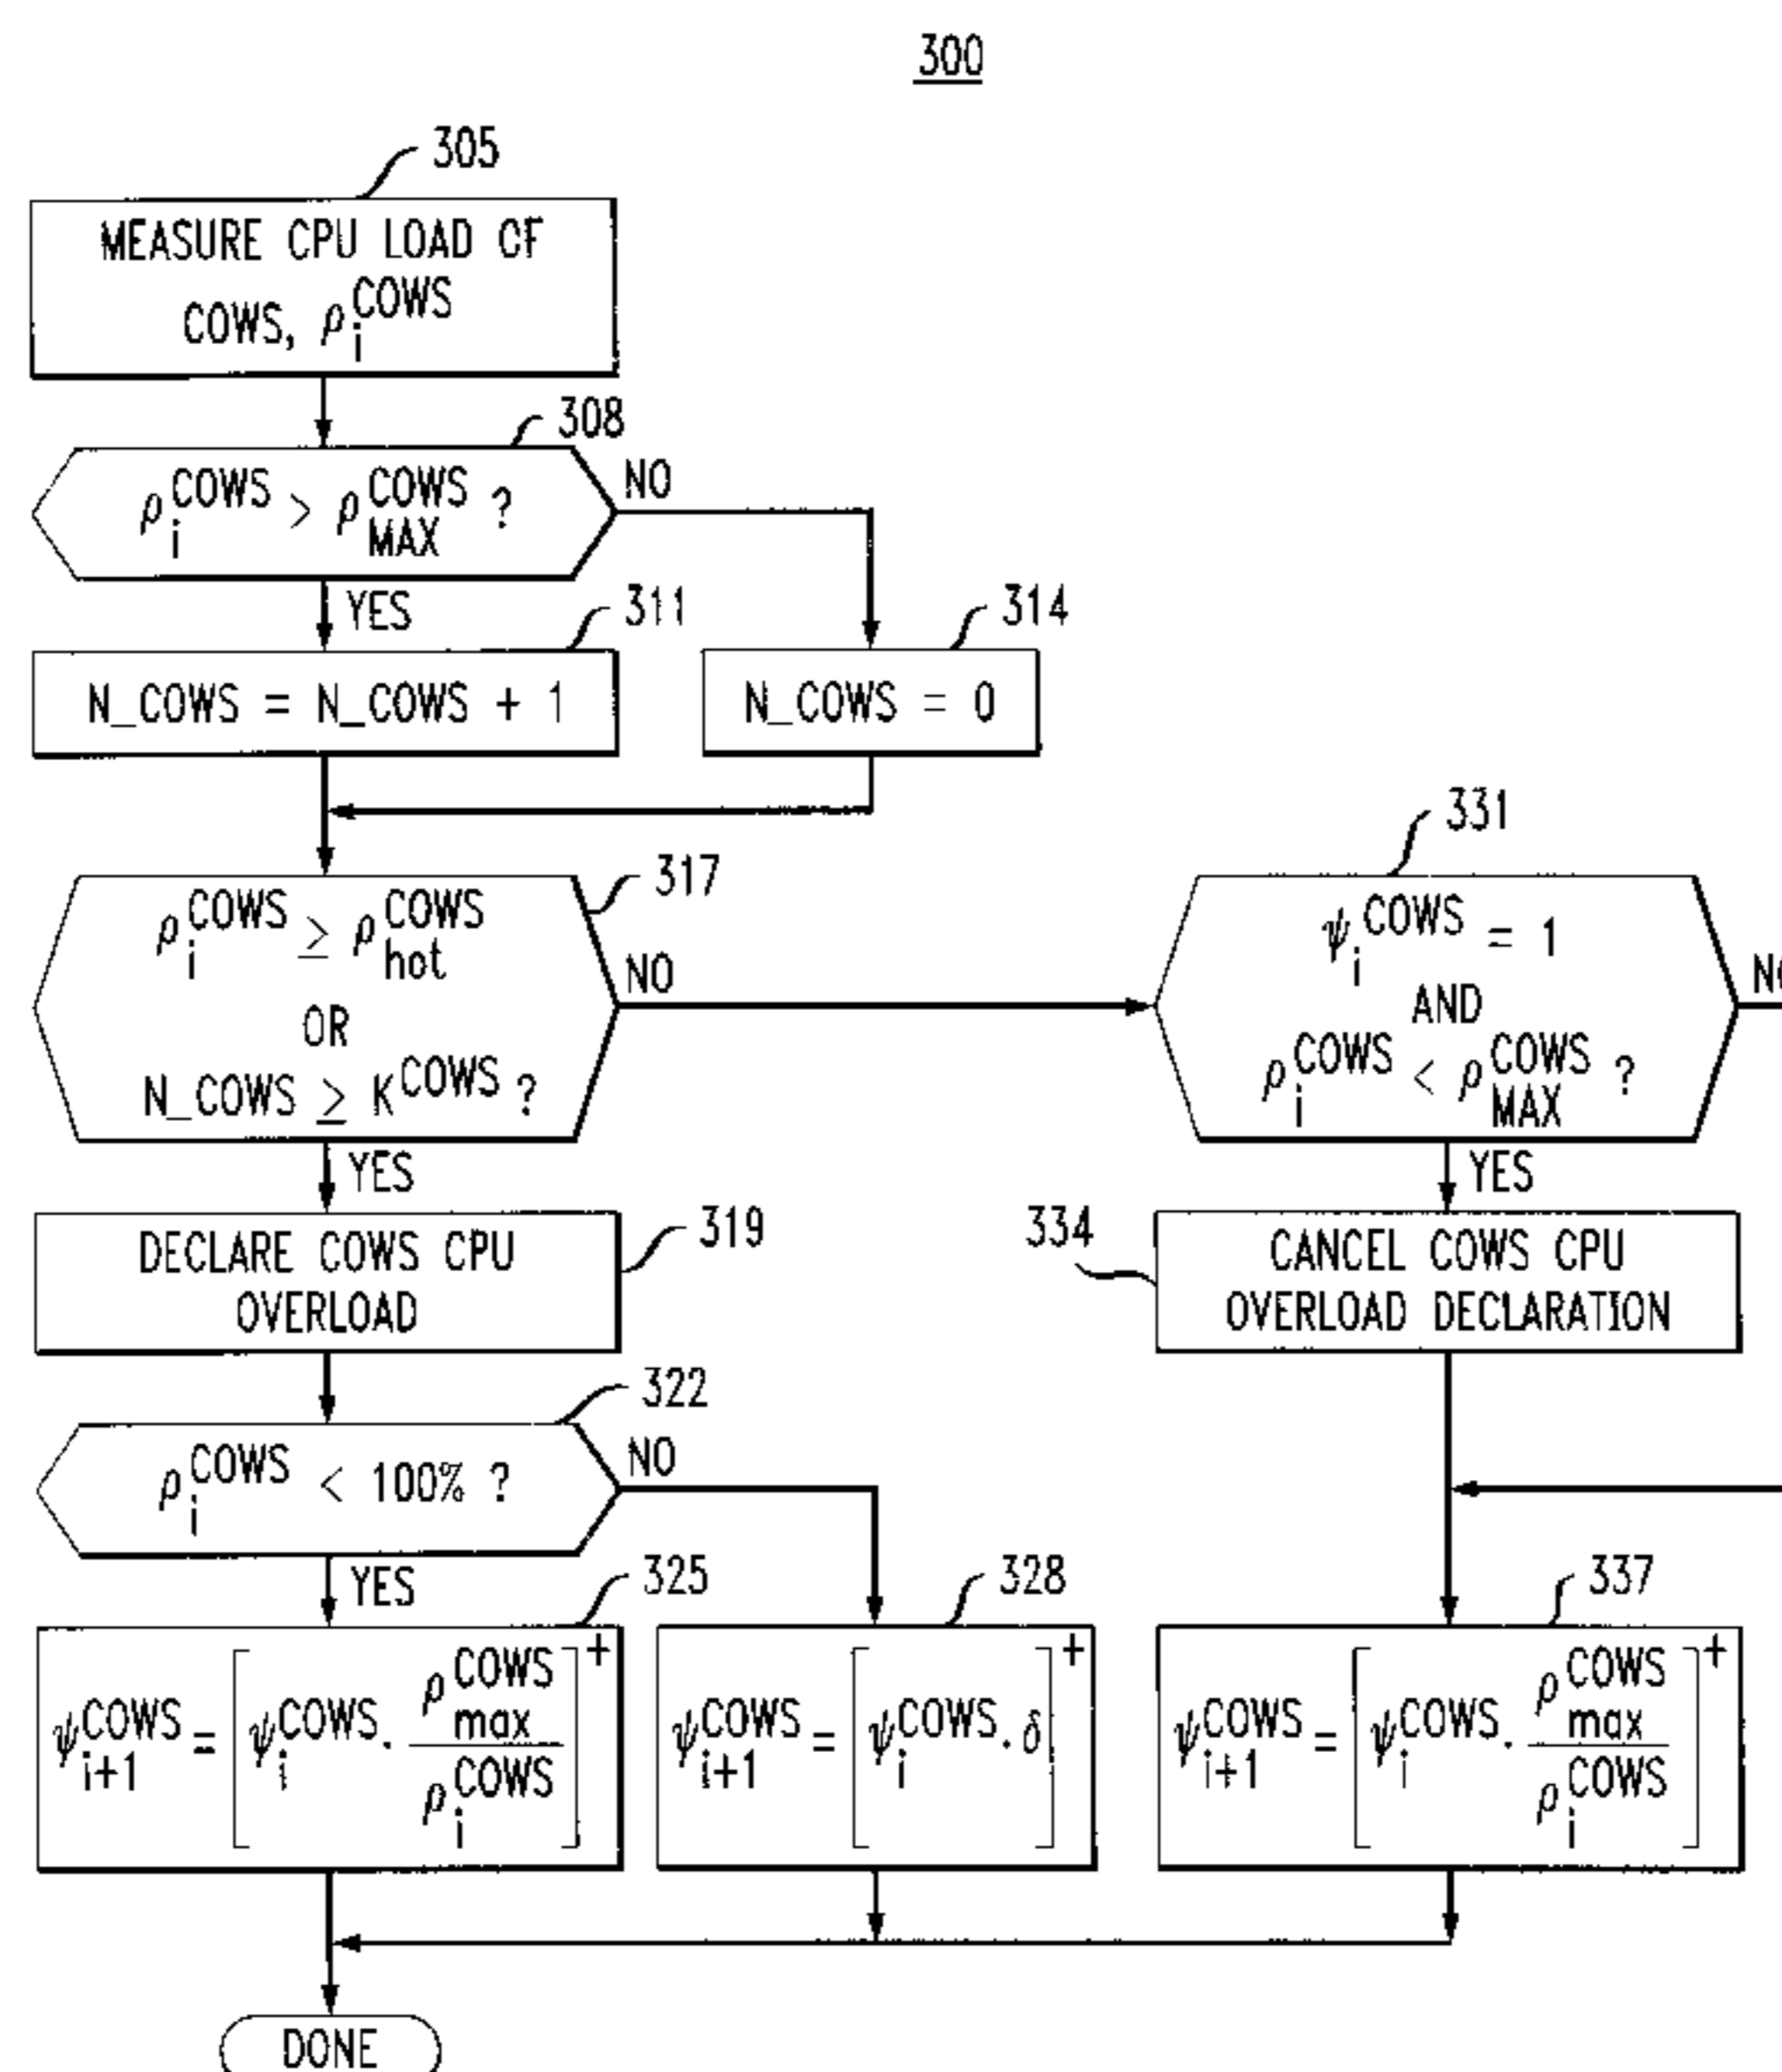 300
305
MEASURE CPU LOAD OF
COWS, ρ_i^COWS
308
ρ_i^COWS > ρ_MAX^COWS ?
NO
YES
311
N_COWS = N_COWS + 1
314
N_COWS = 0
317
ρ_i^COWS ≥ ρ_hot^COWS
OR
N_COWS ≥ K^COWS ?
NO
YES
331
ψ_i^COWS = 1
AND
ρ_i^COWS < ρ_MAX^COWS ?
NO
YES
319
DECLARE COWS CPU
OVERLOAD
334
CANCEL COWS CPU
OVERLOAD DECLARATION
322
ρ_i^COWS < 100% ?
NO
YES
325
ψ_i+1^COWS = [ψ_i^COWS · ρ_max^COWS / ρ_i^COWS]^+
328
ψ_i+1^COWS = [ψ_i^COWS · δ]^+
337
ψ_i+1^COWS = [ψ_i^COWS · ρ_max^COWS / ρ_i^COWS]^+
DONE